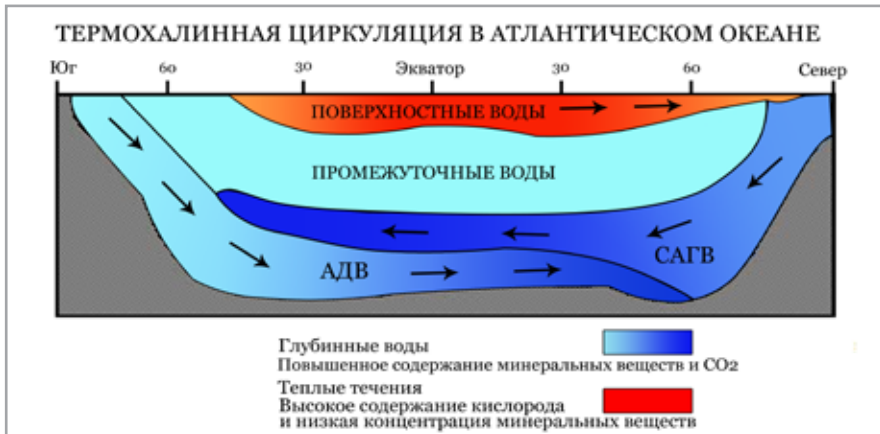 ТЕРМОХАЛИННАЯ ЦИРКУЛЯЦИЯ В АТЛАНТИЧЕСКОМ ОКЕАНЕ
Юг 60 30 Экватор 30 60 Север
ПОВЕРХНОСТНЫЕ ВОДЫ
ПРОМЕЖУТОЧНЫЕ ВОДЫ
АДВ САГВ
Глубинные воды
Повышенное содержание минеральных веществ и CO2
Теплые течения
Высокое содержание кислорода
и низкая концентрация минеральных веществ